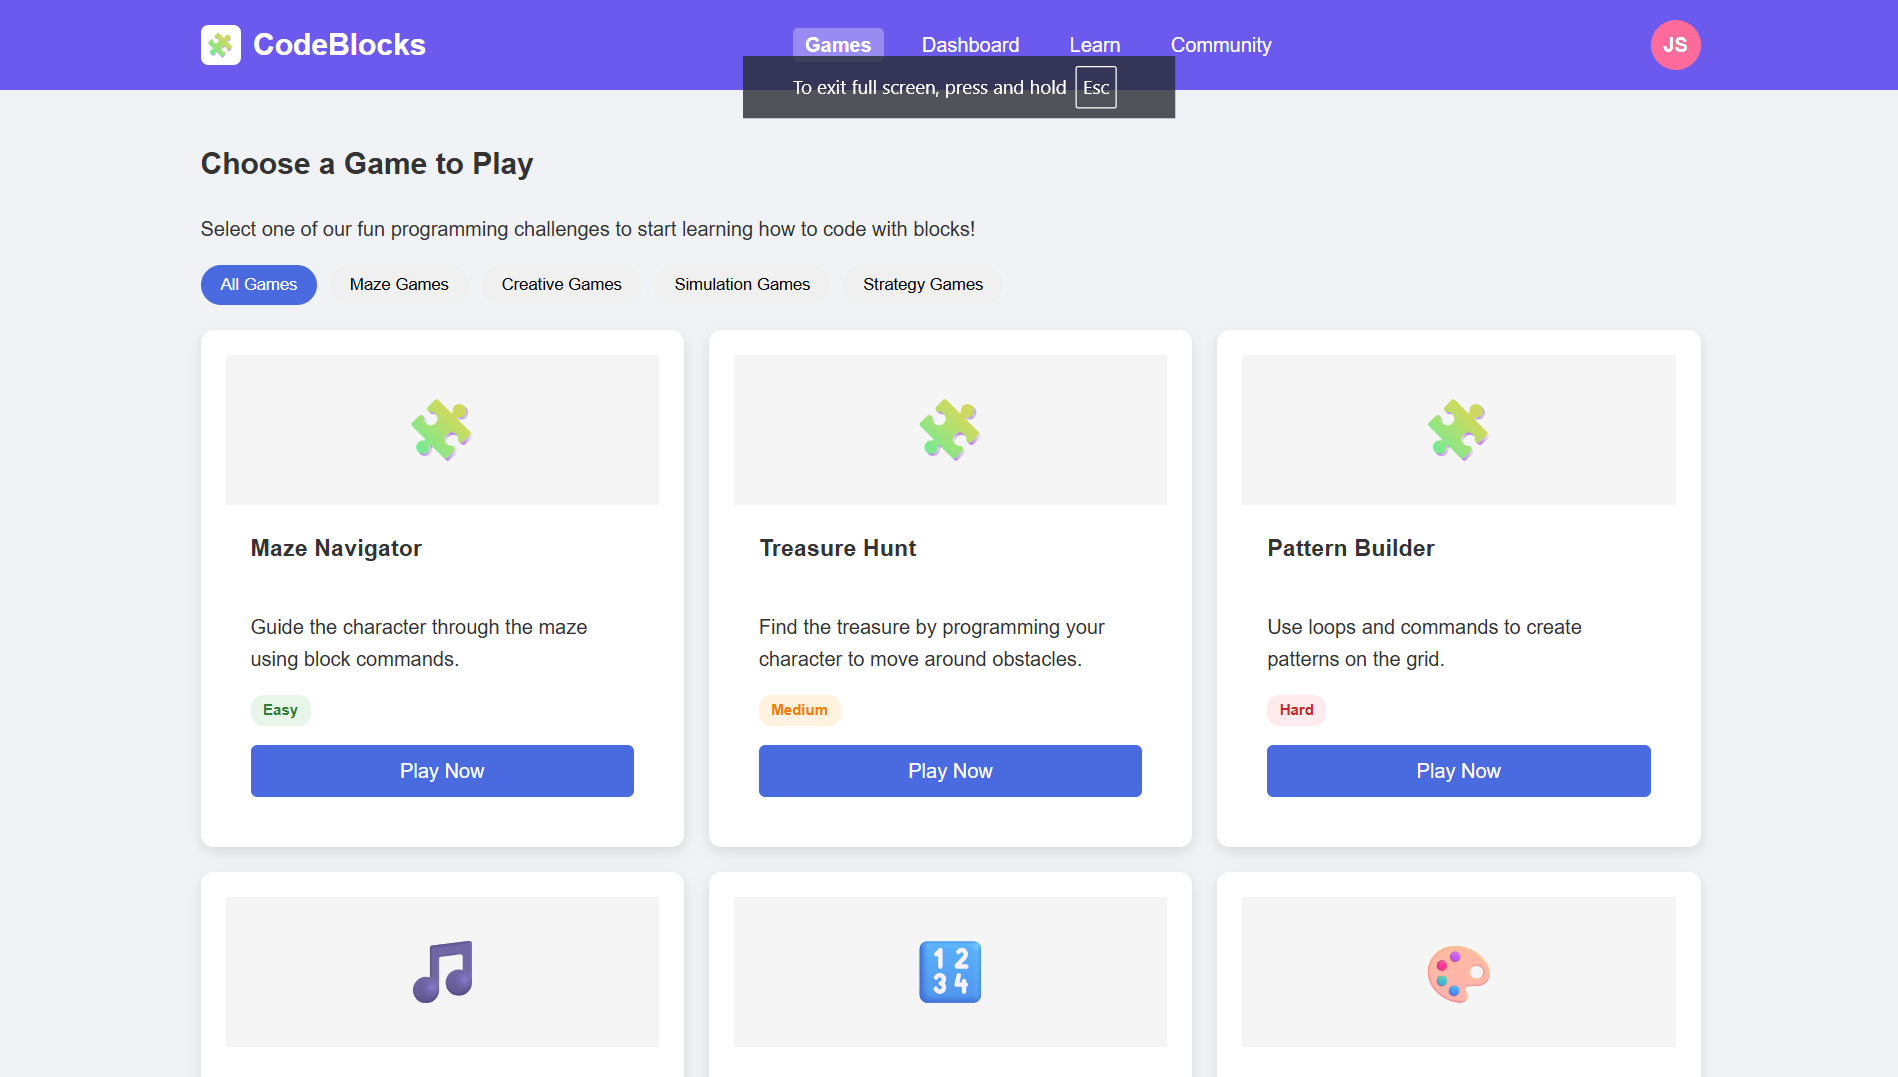 CodeBlocks
Games
Dashboard
Learn
Community
JS
To exit full screen, press and hold Esc
Choose a Game to Play
Select one of our fun programming challenges to start learning how to code with blocks!
All Games
Maze Games
Creative Games
Simulation Games
Strategy Games
Maze Navigator
Guide the character through the maze
using block commands.
Easy
Play Now
Treasure Hunt
Find the treasure by programming your
character to move around obstacles.
Medium
Play Now
Pattern Builder
Use loops and commands to create
patterns on the grid.
Hard
Play Now
1 2
3 4